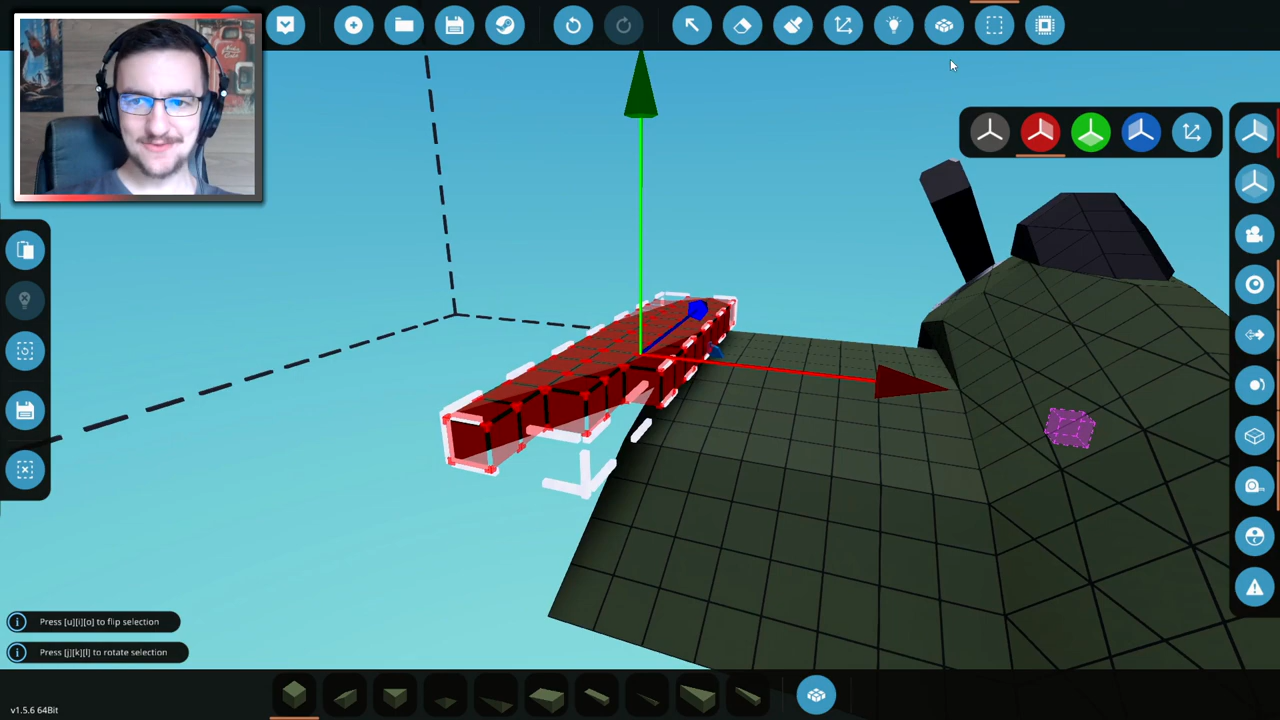 Press [u][i][o] to flip selection
Press [j][k][l] to rotate selection
v1.5.6 64Bit